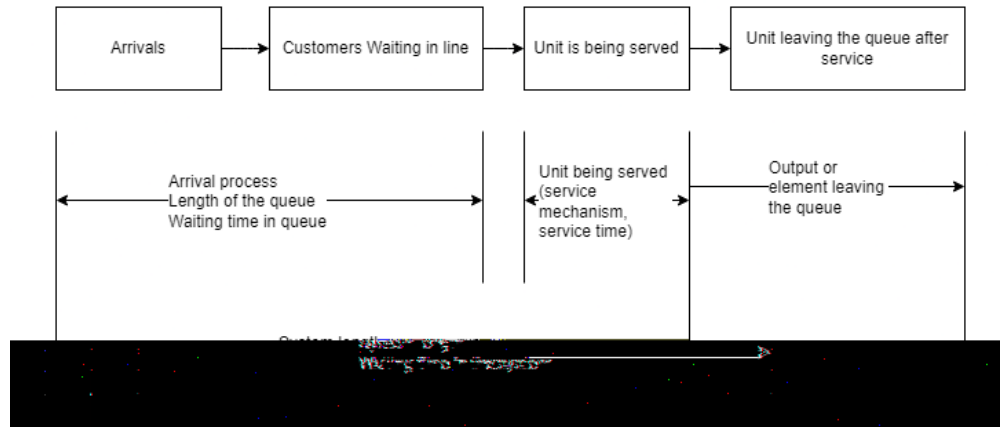 Arrivals
Customers Waiting in line
Unit is being served
Unit leaving the queue after
service
Arrival process
Length of the queue
Waiting time in queue
Unit being served
(service
mechanism,
service time)
Output or
element leaving
the queue